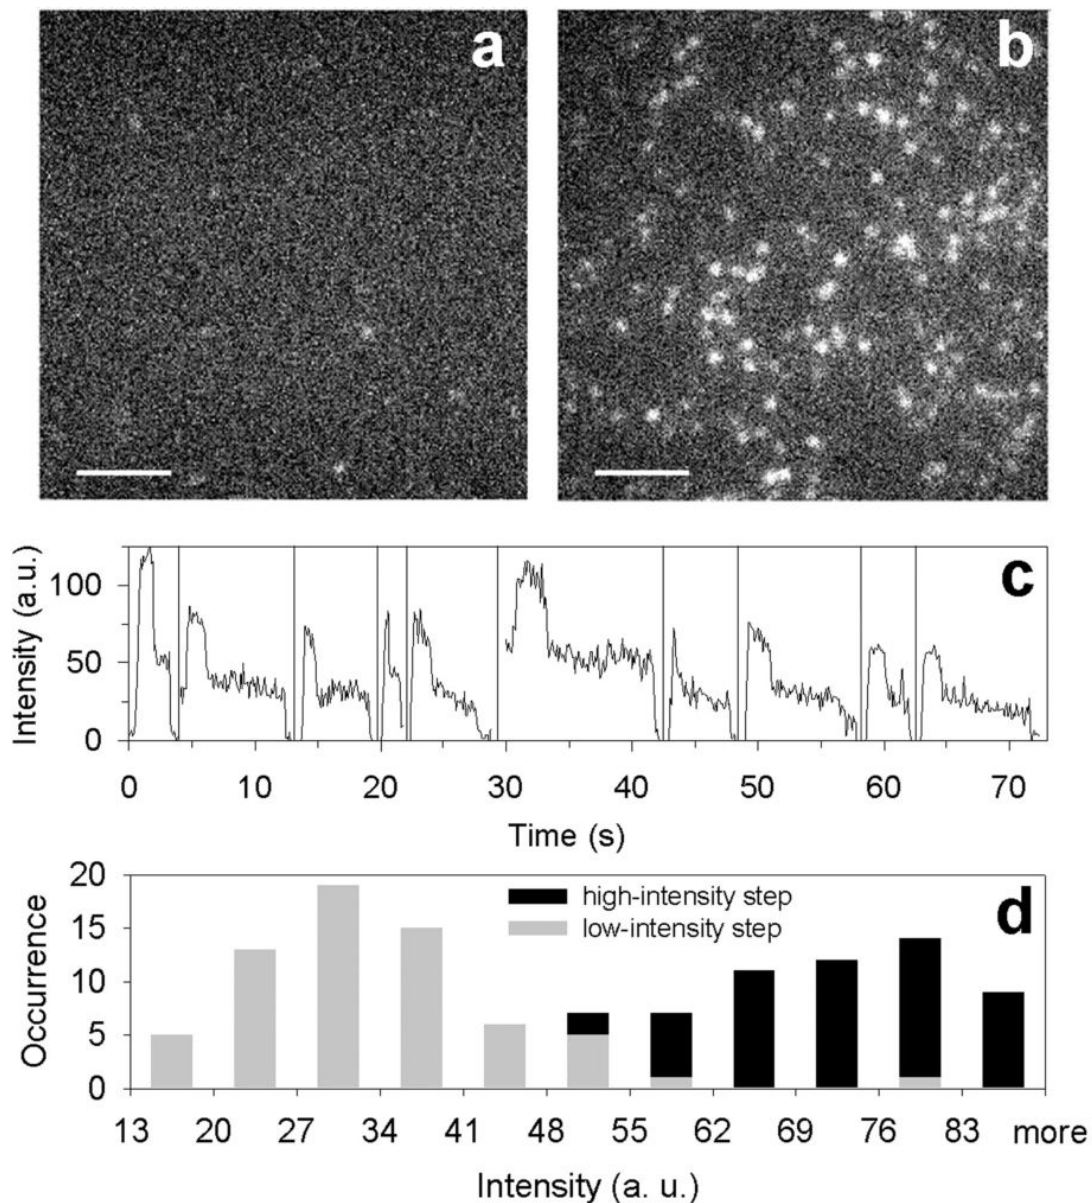 a
b
c
Intensity (a.u.)
100
50
0
0 10 20 30 40 50 60 70
Time (s)
d
high-intensity step
low-intensity step
Occurrence
20
15
10
5
0
13 20 27 34 41 48 55 62 69 76 83 more
Intensity (a. u.)